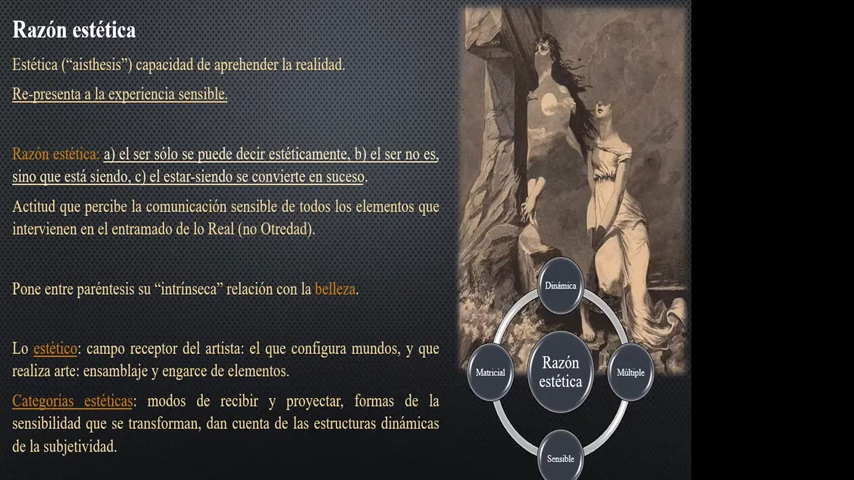 Razón estética
Estética (“aisthesis”) capacidad de aprehender la realidad.
Re-presenta a la experiencia sensible.
Razón estética: a) el ser sólo se puede decir estéticamente, b) el ser no es,
sino que está siendo, c) el estar-siendo se convierte en suceso.
Actitud que percibe la comunicación sensible de todos los elementos que
intervienen en el entramado de lo Real (no Otredad).
Pone entre paréntesis su “intrínseca” relación con la belleza.
Lo estético: campo receptor del artista: el que configura mundos, y que
realiza arte: ensamblaje y engarce de elementos.
Categorías estéticas: modos de recibir y proyectar, formas de la
sensibilidad que se transforman, dan cuenta de las estructuras dinámicas
de la subjetividad.
Dinámica
Matricial
Razón
estética
Múltiple
Sensible